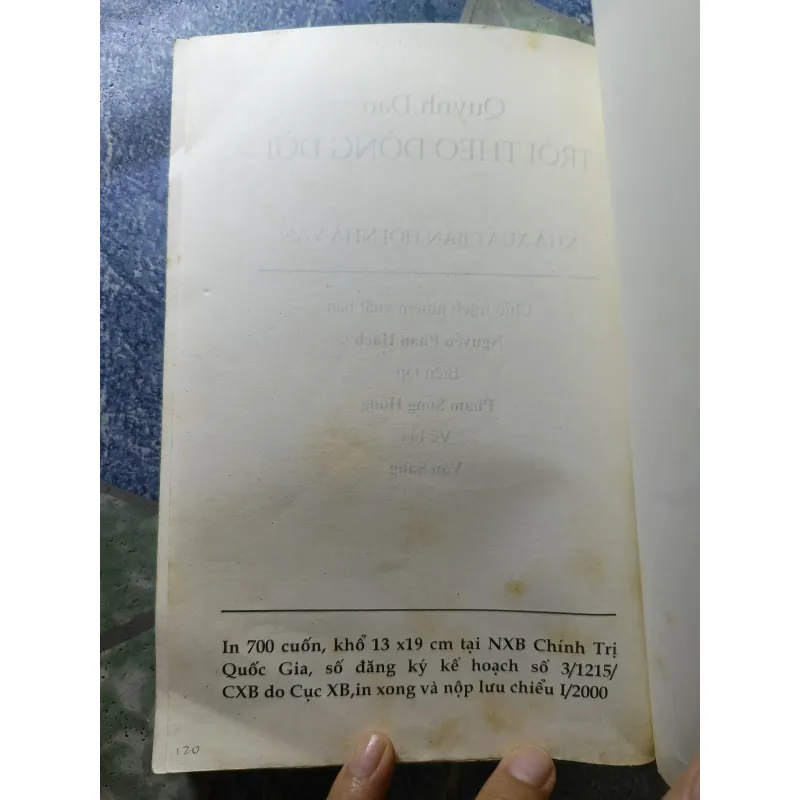 Quỳnh Dao
TRÔI THEO DÒNG ĐỜI
NHÀ XUẤT BẢN HỘI NHÀ VĂN
Chịu trách nhiệm xuất bản
Nguyễn Phan Hách
Biên tập
Phạm Sông Hồng
Vẽ bìa
Văn Sáng
In 700 cuốn, khổ 13 x19 cm tại NXB Chính Trị
Quốc Gia, số đăng ký kế hoạch số 3/1215/
CXB do Cục XB,in xong và nộp lưu chiểu I/2000
120